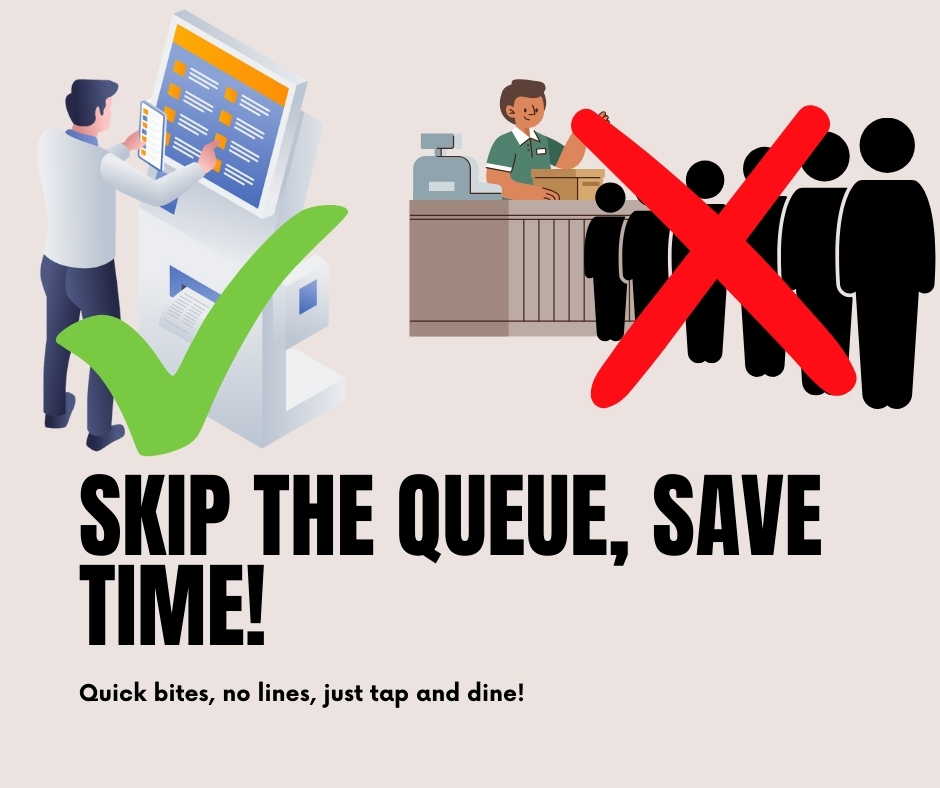 SKIP THE QUEUE, SAVE
TIME!
Quick bites, no lines, just tap and dine!